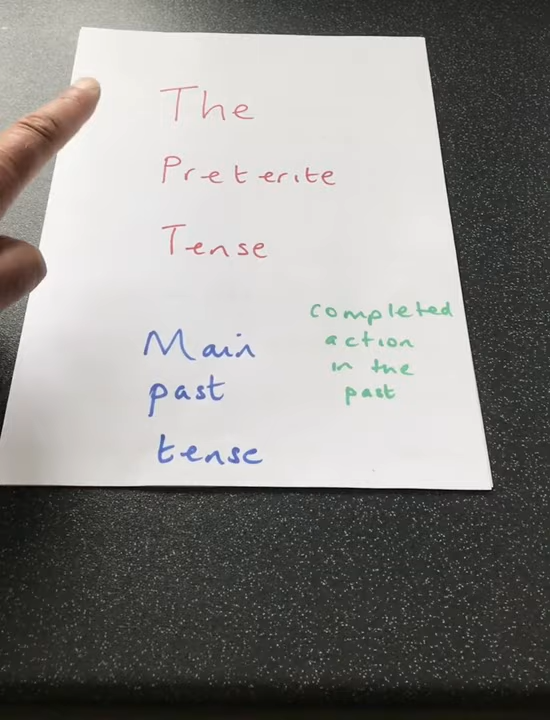 The
Preterite
Tense
Main
past
tense
completed
action
in the
past